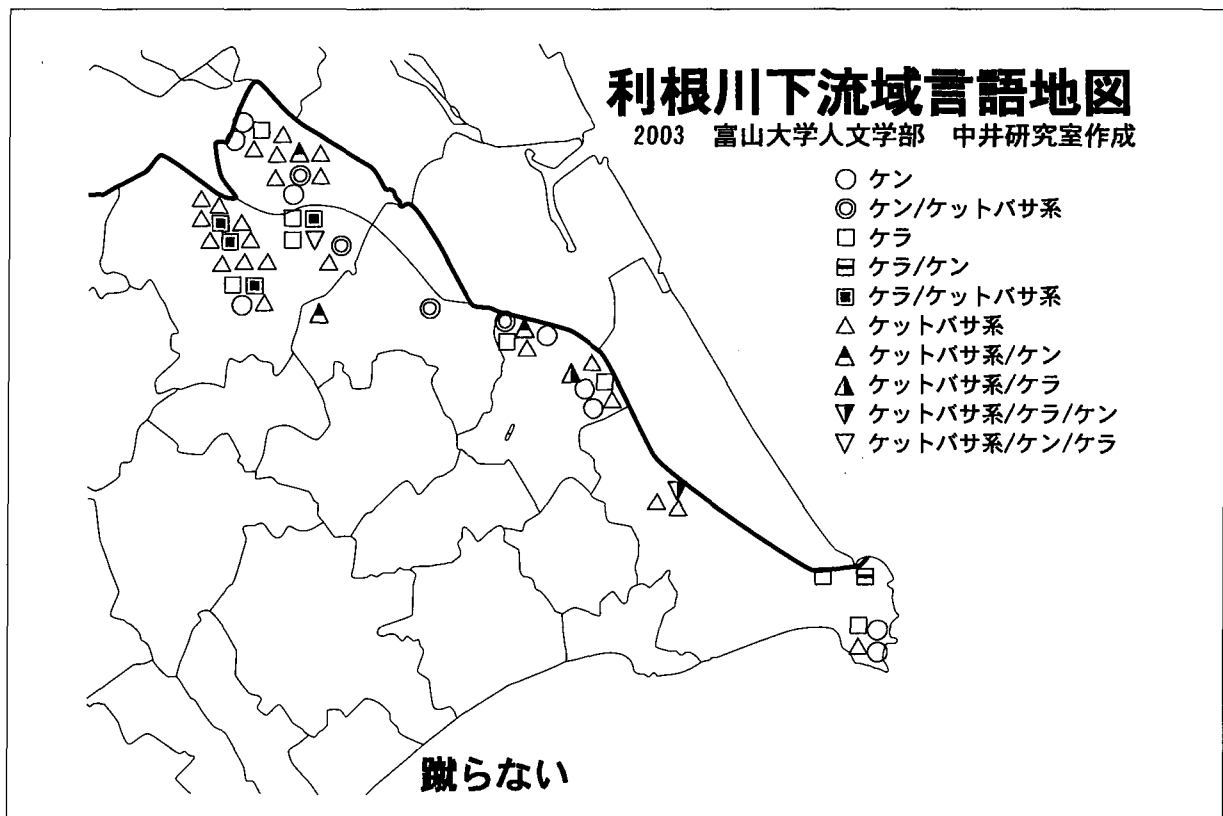 利根川下流域言語地図
2003 富山大学人文学部 中井研究室作成
ケン
ケン/ケットバサ系
ケラ
ケラ/ケン
ケラ/ケットバサ系
ケットバサ系
ケットバサ系/ケン
ケットバサ系/ケラ
ケットバサ系/ケラ/ケン
ケットバサ系/ケン/ケラ
蹴らない